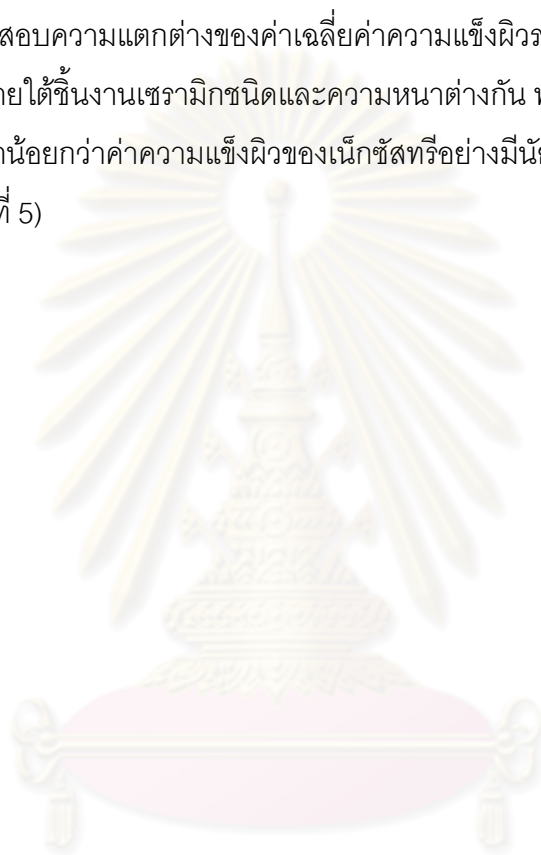 สอบความแตกต่างของค่าเฉลี่ยค่าความแข็งผิว
ายใต้ชิ้นงานเซรามิกชนิดและความหนาต่างกัน
าน้อยกว่าค่าความแข็งผิวของเน็กซัสทรีอย่างมีนั
ที่ 5)